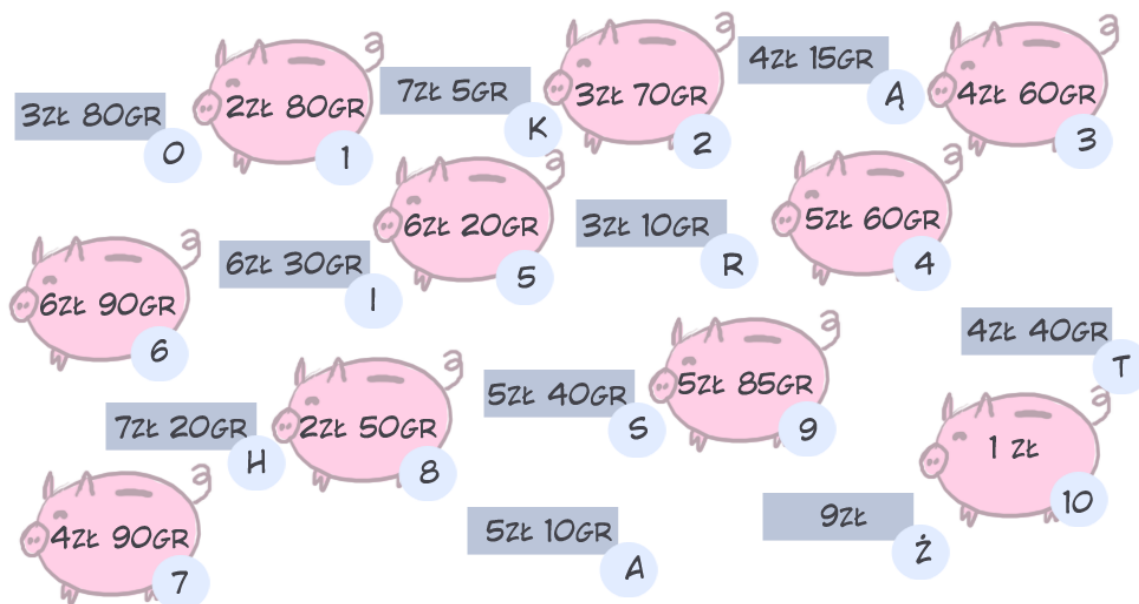 3ZŁ 80GR
O
2ZŁ 80GR
1
7ZŁ 5GR
K
3ZŁ 70GR
2
4ZŁ 15GR
Ą
4ZŁ 60GR
3
6ZŁ 90GR
6
6ZŁ 30GR
I
6ZŁ 20GR
5
3ZŁ 10GR
R
5ZŁ 60GR
4
7ZŁ 20GR
H
2ZŁ 50GR
8
5ZŁ 40GR
S
5ZŁ 85GR
9
4ZŁ 40GR
T
1 ZŁ
10
4ZŁ 90GR
7
5ZŁ 10GR
A
9ZŁ
Ż